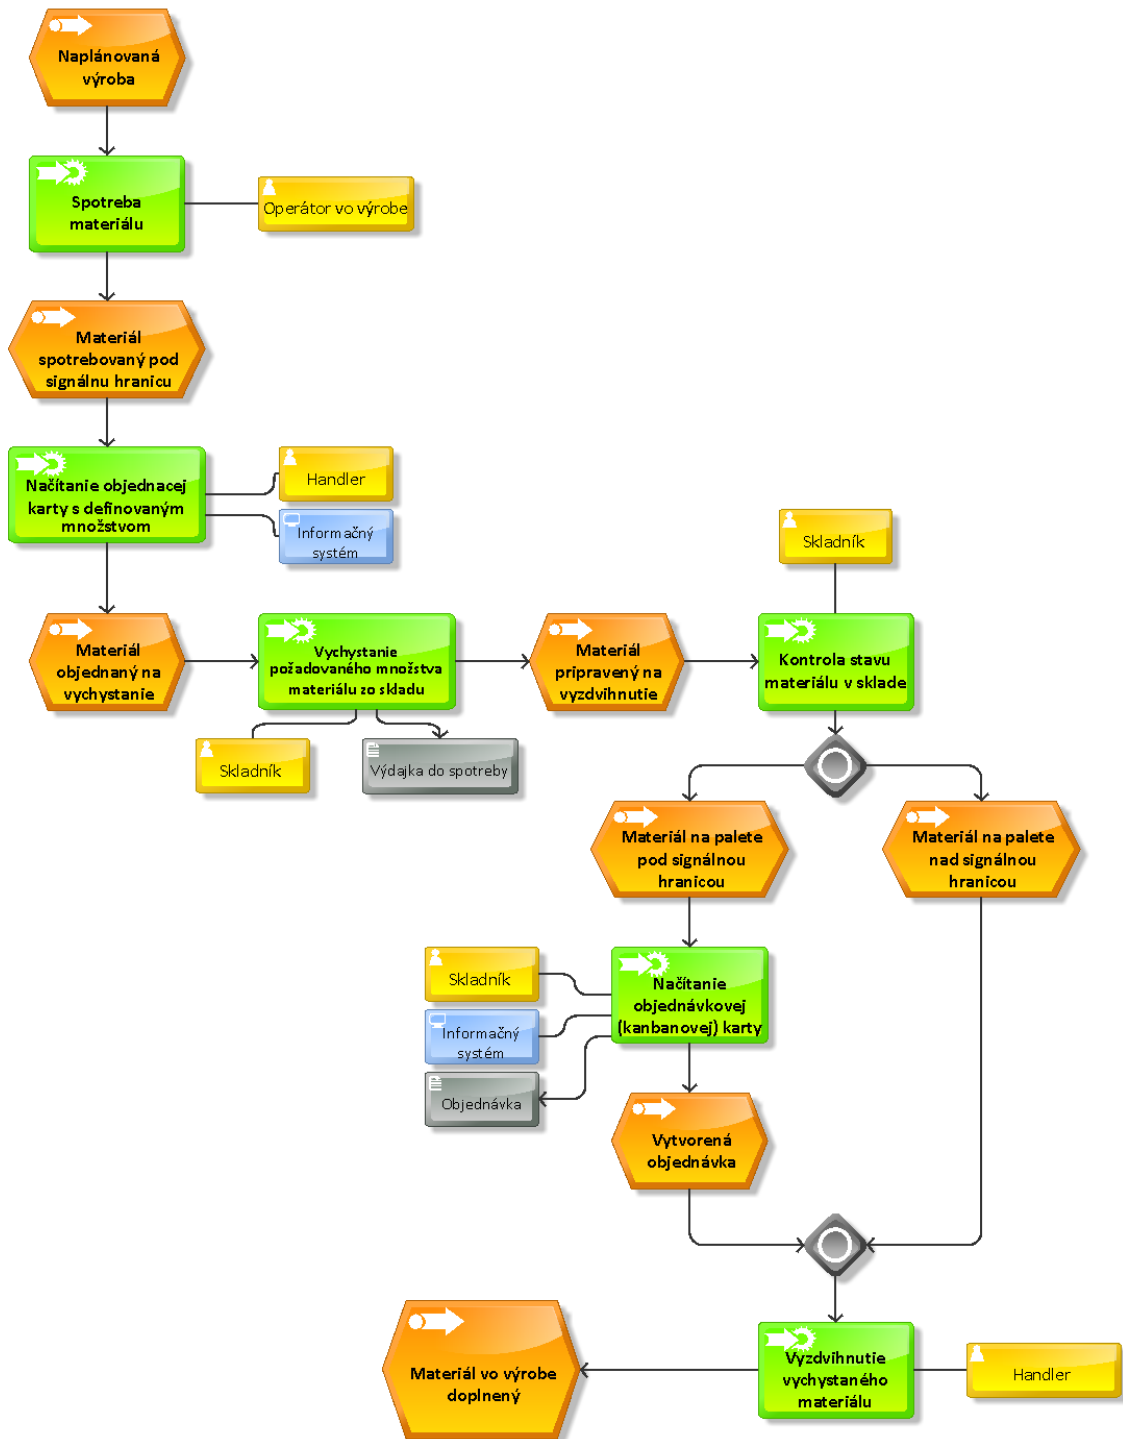 Naplánovaná
výroba
Spotreba
materiálu
Operátor vo výrobe
Materiál
spotrebovaný pod
signálnu hranicu
Načítanie objednacej
karty s definovaným
množstvom
Handler
Informačný
systém
Skladník
Materiál
objednaný na
vychystanie
Vychystanie
požadovaného množstva
materiálu zo skladu
Materiál
pripravený na
vyzdvihnutie
Kontrola stavu
materiálu v sklade
Skladník
Výdajka do spotreby
Materiál na palete
pod signálnou
hranicou
Materiál na palete
nad signálnou
hranicou
Skladník
Informačný
systém
Objednávka
Načítanie
objednávkovej
(kanbanovej) karty
Vytvorená
objednávka
Materiál vo výrobe
doplnený
Vyzdvihnutie
vychystaného
materiálu
Handler